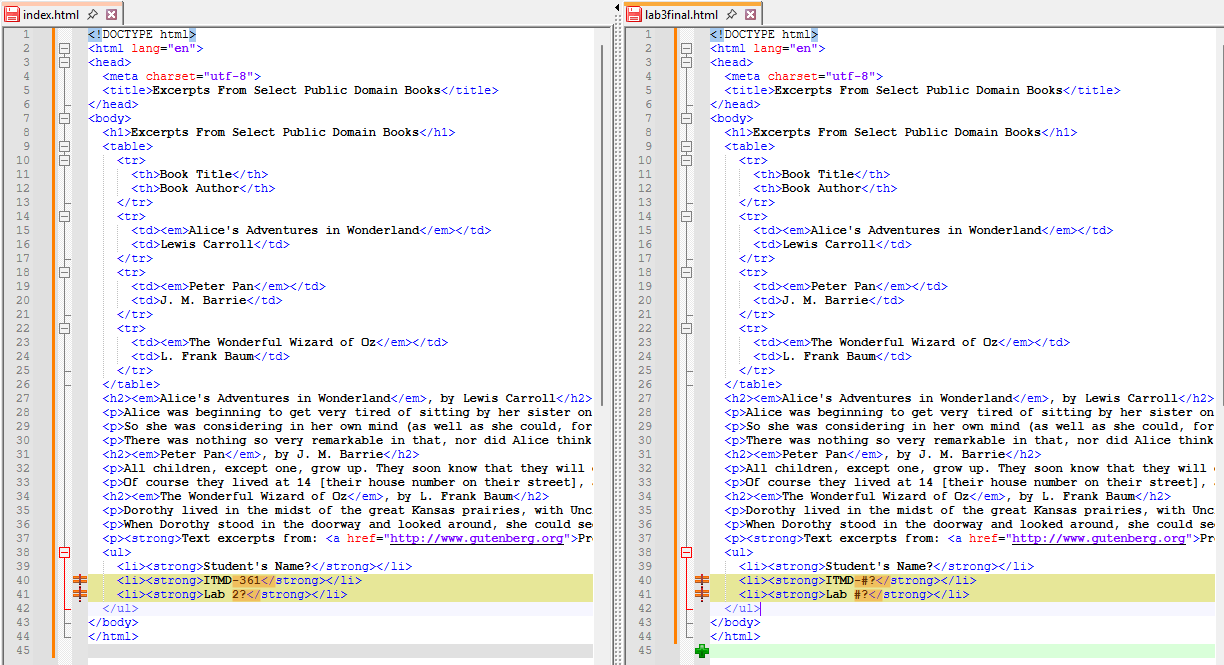 index.html
1 <!DOCTYPE html>
2 <html lang="en">
3 <head>
4 <meta charset="utf-8">
5 <title>Excerpts From Select Public Domain Books</title>
6 </head>
7 <body>
8 <h1>Excerpts From Select Public Domain Books</h1>
9 <table>
10 <tr>
11 <th>Book Title</th>
12 <th>Book Author</th>
13 </tr>
14 <tr>
15 <td><em>Alice's Adventures in Wonderland</em></td>
16 <td>Lewis Carroll</td>
17 </tr>
18 <tr>
19 <td><em>Peter Pan</em></td>
20 <td>J. M. Barrie</td>
21 </tr>
22 <tr>
23 <td><em>The Wonderful Wizard of Oz</em></td>
24 <td>L. Frank Baum</td>
25 </tr>
26 </table>
27 <h2><em>Alice's Adventures in Wonderland</em>, by Lewis Carroll</h2>
28 <p>Alice was beginning to get very tired of sitting by her sister on
29 <p>So she was considering in her own mind (as well as she could, for
30 <p>There was nothing so very remarkable in that, nor did Alice think
31 <h2><em>Peter Pan</em>, by J. M. Barrie</h2>
32 <p>All children, except one, grow up. They soon know that they will
33 <p>Of course they lived at 14 [their house number on their street],
34 <h2><em>The Wonderful Wizard of Oz</em>, by L. Frank Baum</h2>
35 <p>Dorothy lived in the midst of the great Kansas prairies, with Unc
36 <p>When Dorothy stood in the doorway and looked around, she could se
37 <p><strong>Text excerpts from: <a href="http://www.gutenberg.org">Pr
38 <ul>
39 <li><strong>Student's Name?</strong></li>
40 <li><strong>ITMD-361</strong></li>
41 <li><strong>Lab 2?</strong></li>
42 </ul>
43 </body>
44 </html>
45
lab3final.html
1 <!DOCTYPE html>
2 <html lang="en">
3 <head>
4 <meta charset="utf-8">
5 <title>Excerpts From Select Public Domain Books</title>
6 </head>
7 <body>
8 <h1>Excerpts From Select Public Domain Books</h1>
9 <table>
10 <tr>
11 <th>Book Title</th>
12 <th>Book Author</th>
13 </tr>
14 <tr>
15 <td><em>Alice's Adventures in Wonderland</em></td>
16 <td>Lewis Carroll</td>
17 </tr>
18 <tr>
19 <td><em>Peter Pan</em></td>
20 <td>J. M. Barrie</td>
21 </tr>
22 <tr>
23 <td><em>The Wonderful Wizard of Oz</em></td>
24 <td>L. Frank Baum</td>
25 </tr>
26 </table>
27 <h2><em>Alice's Adventures in Wonderland</em>, by Lewis Carroll</h2>
28 <p>Alice was beginning to get very tired of sitting by her sister on
29 <p>So she was considering in her own mind (as well as she could, for
30 <p>There was nothing so very remarkable in that, nor did Alice think
31 <h2><em>Peter Pan</em>, by J. M. Barrie</h2>
32 <p>All children, except one, grow up. They soon know that they will
33 <p>Of course they lived at 14 [their house number on their street],
34 <h2><em>The Wonderful Wizard of Oz</em>, by L. Frank Baum</h2>
35 <p>Dorothy lived in the midst of the great Kansas prairies, with Unc
36 <p>When Dorothy stood in the doorway and looked around, she could se
37 <p><strong>Text excerpts from: <a href="http://www.gutenberg.org">Pr
38 <ul>
39 <li><strong>Student's Name?</strong></li>
40 <li><strong>ITMD-#?</strong></li>
41 <li><strong>Lab #?</strong></li>
42 </ul>
43 </body>
44 </html>
45